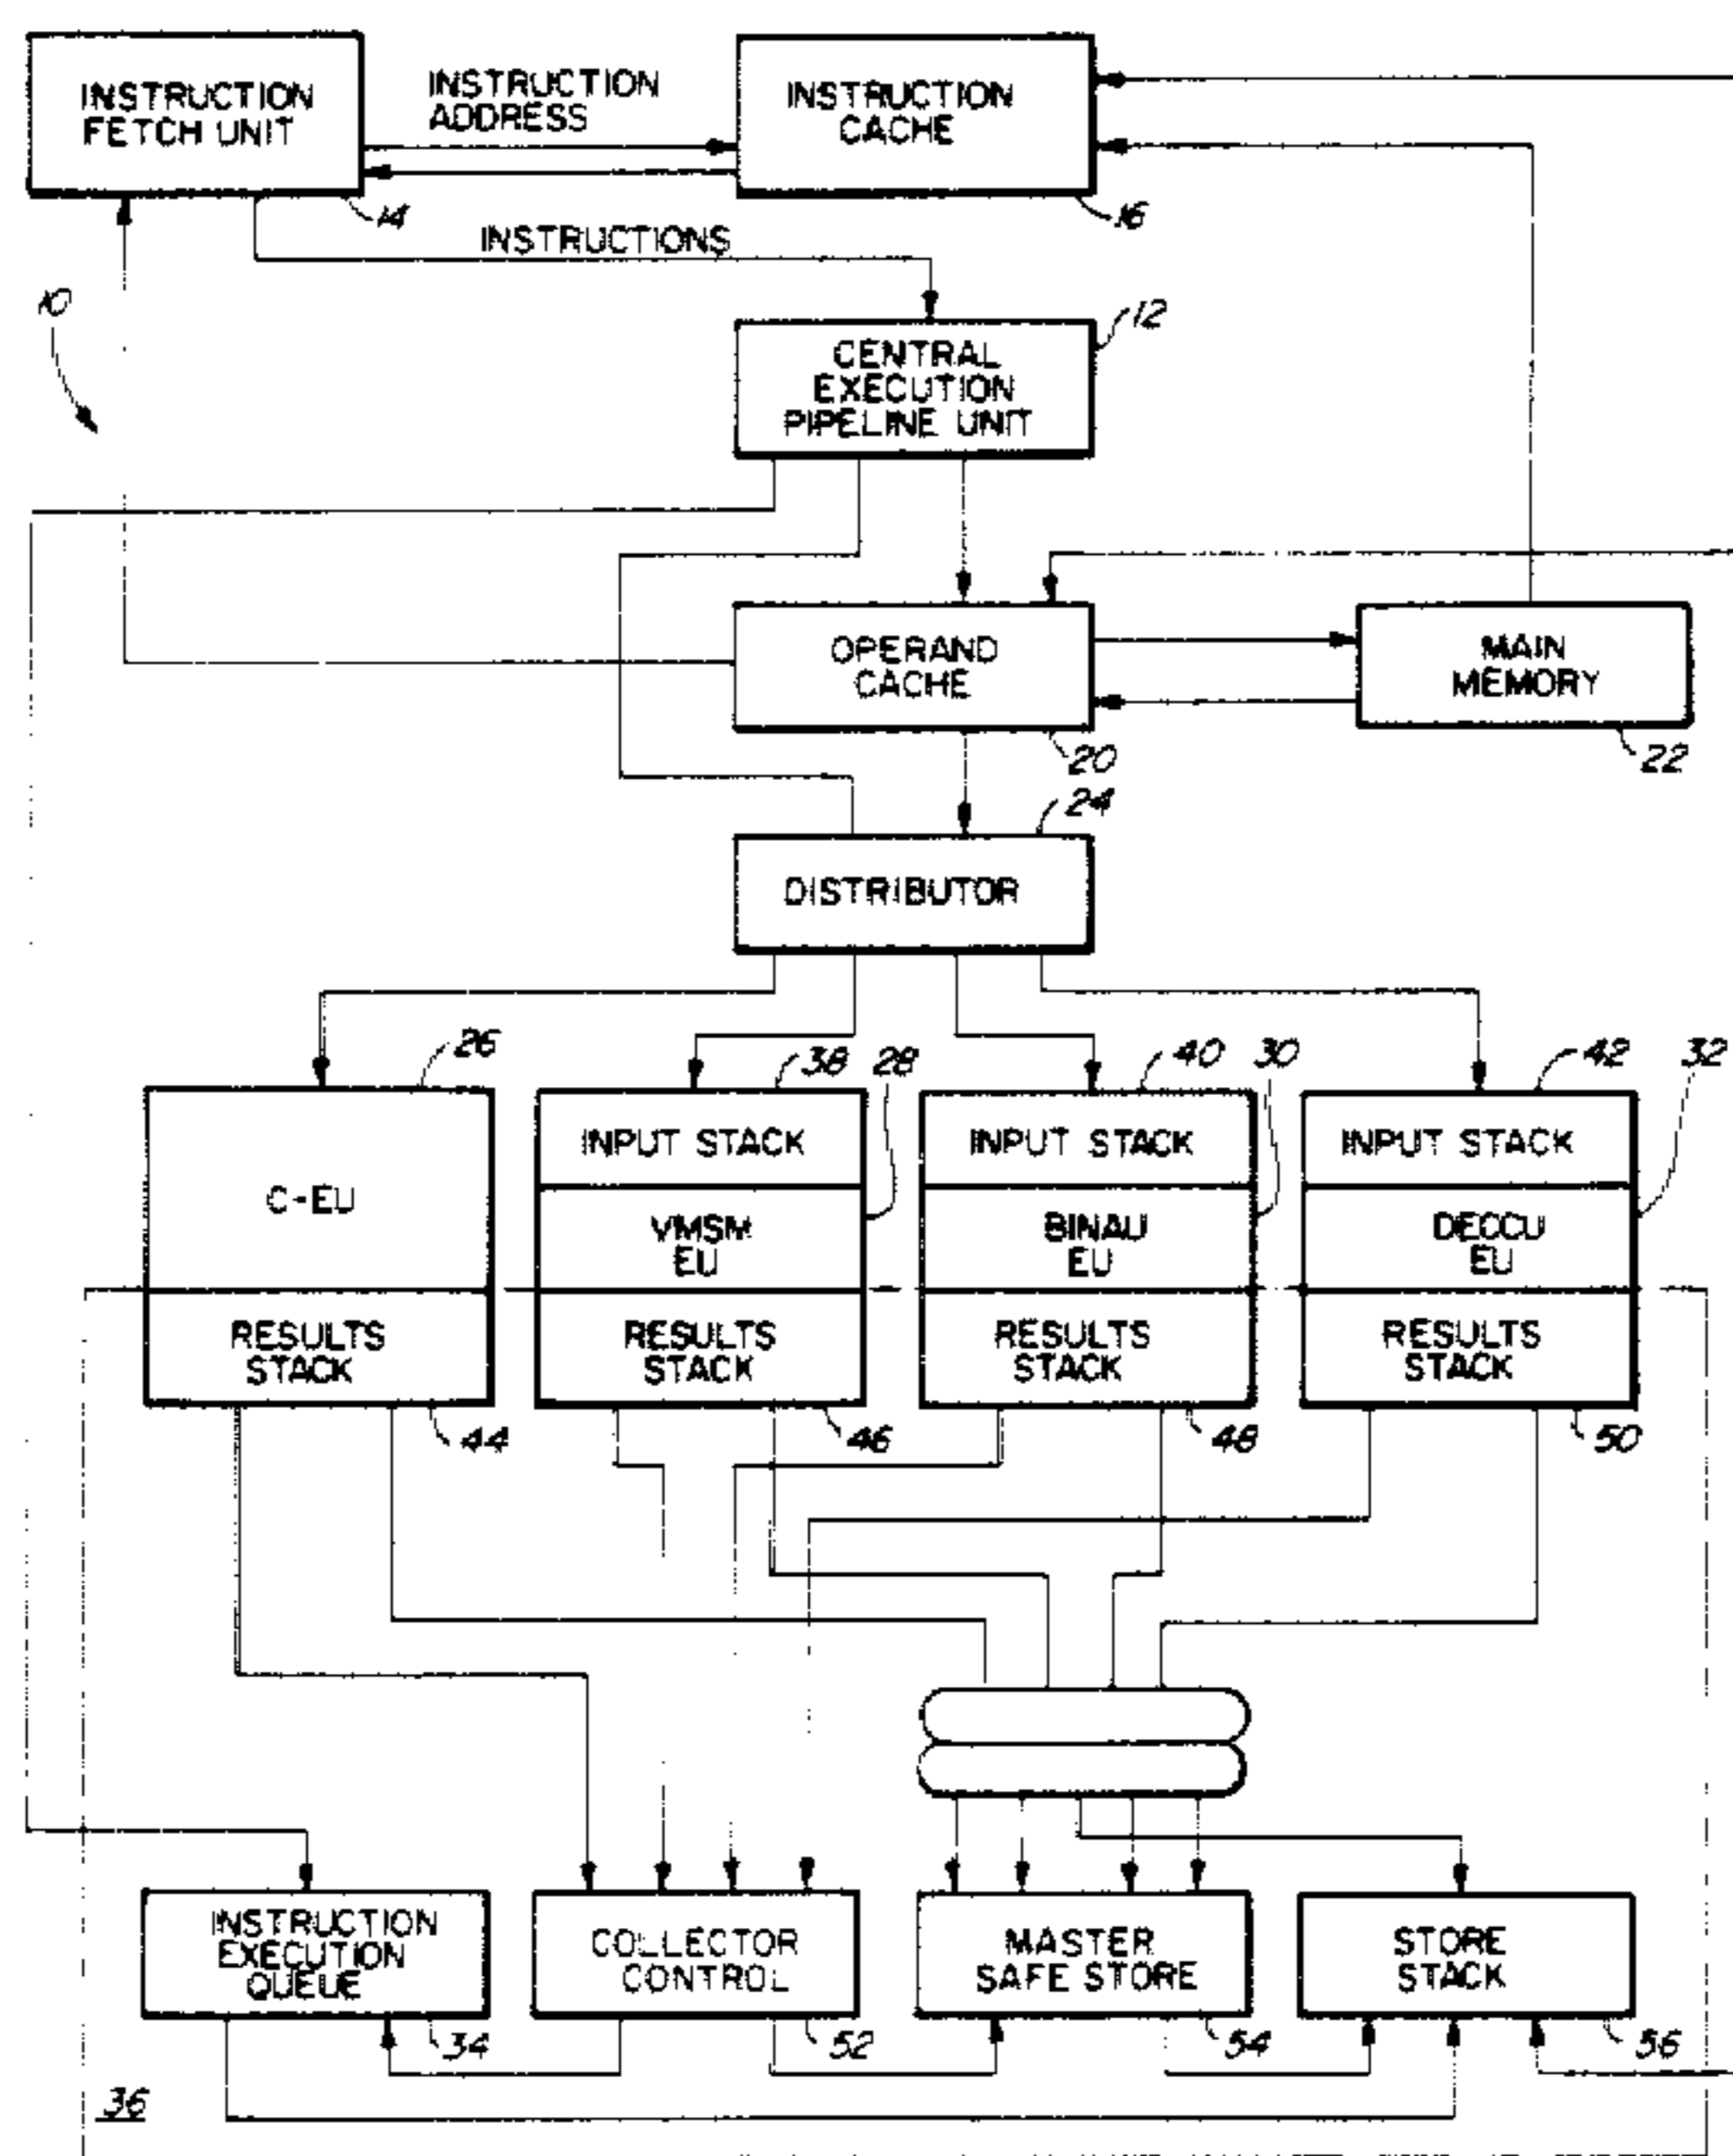 INSTRUCTION
FETCH UNIT
14
INSTRUCTION
ADDRESS
INSTRUCTION
CACHE
16
INSTRUCTIONS
10
12
CENTRAL
EXECUTION
PIPELINE UNIT
OPERAND
CACHE
20
MAIN
MEMORY
22
24
DISTRIBUTOR
26
38
28
40
30
42
32
C-EU
INPUT STACK
VMSM
EU
INPUT STACK
BINAU
EU
INPUT STACK
DECCU
EU
RESULTS
STACK
RESULTS
STACK
RESULTS
STACK
RESULTS
STACK
44
46
48
50
INSTRUCTION
EXECUTION
QUEUE
34
COLLECTOR
CONTROL
52
MASTER
SAFE STORE
54
STORE
STACK
56
36